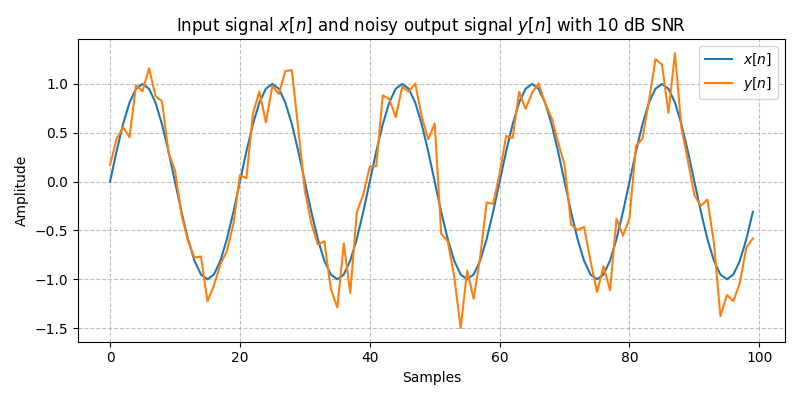 Input signal x[n] and noisy output signal y[n] with 10 dB SNR
x[n]
y[n]
1.0
0.5
0.0
−0.5
−1.0
−1.5
Amplitude
0 20 40 60 80 100
Samples